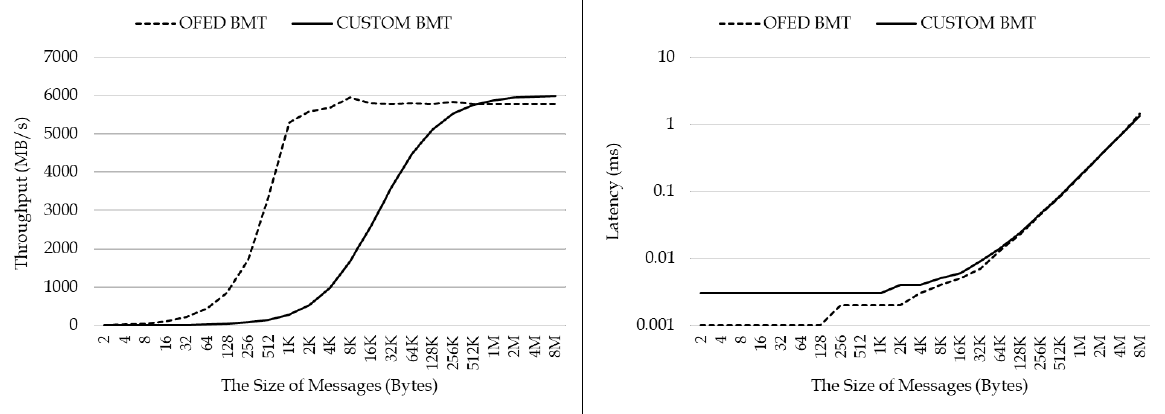 OFED BMT CUSTOM BMT
7000
6000
5000
4000
3000
2000
1000
0
Throughput (MB/s)
2 4 8 16 32 64 128 256 512 1K 2K 4K 8K 16K 32K 64K 128K 256K 512K 1M 2M 4M 8M
The Size of Messages (Bytes)
OFED BMT CUSTOM BMT
10
1
0.1
0.01
0.001
Latency (ms)
2 4 8 16 32 64 128 256 512 1K 2K 4K 8K 16K 32K 64K 128K 256K 512K 1M 2M 4M 8M
The Size of Messages (Bytes)